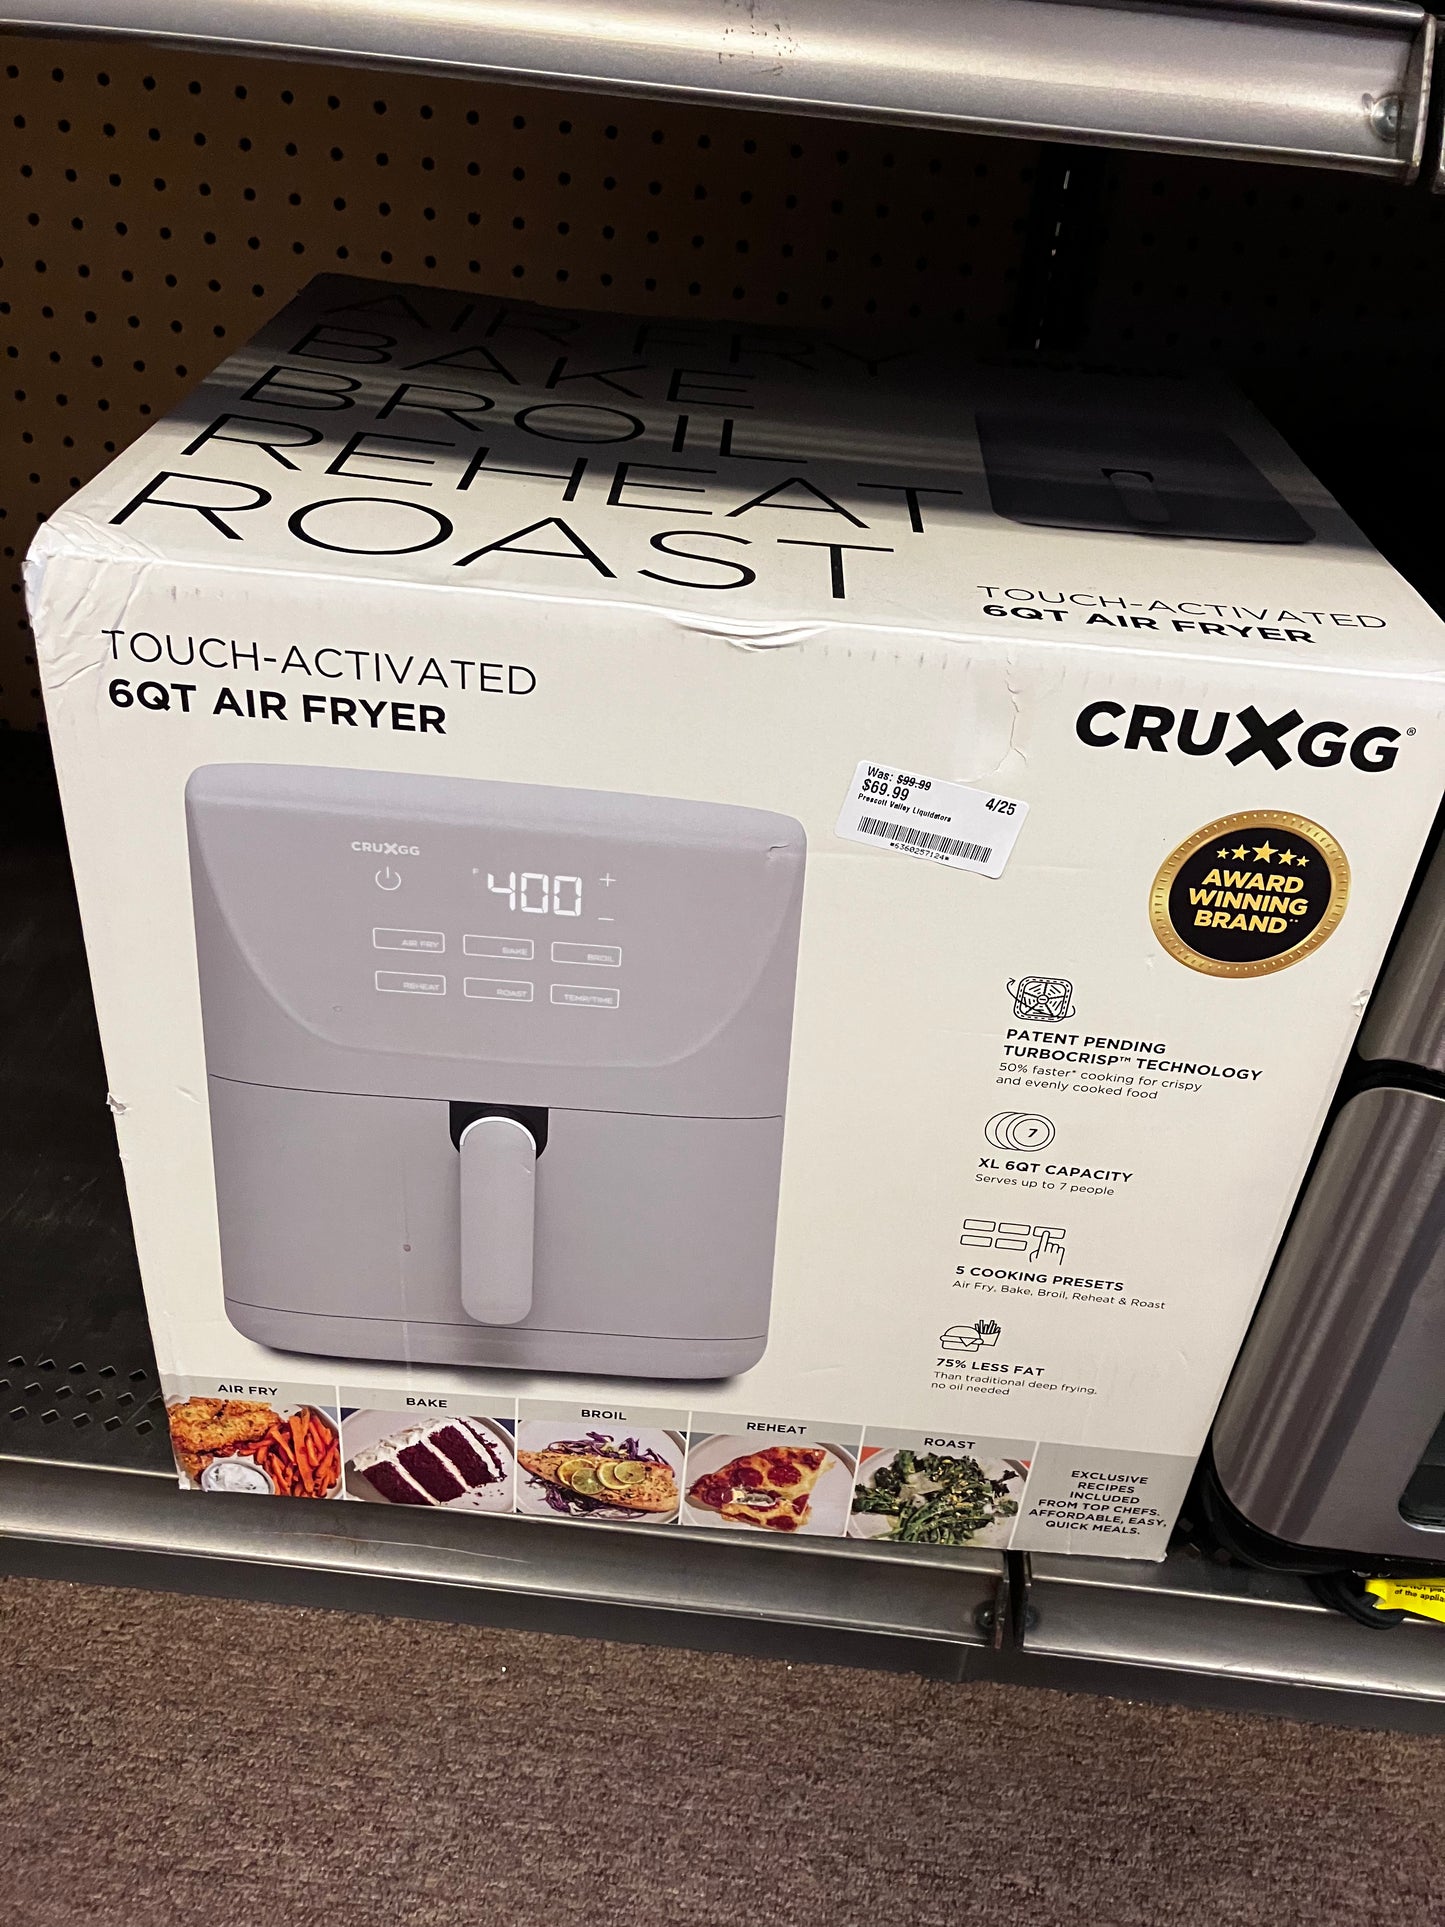 AIR FRY
BAKE
BROIL
REHEAT
ROAST
TOUCH-ACTIVATED
6QT AIR FRYER
TOUCH-ACTIVATED
6QT AIR FRYER
CRUXGG®
Was: $99.99
$69.99
4/25
Prescott Valley Liquidators
*6360257124*
CRUXGG
F 400 +
−
AIR FRY BAKE BROIL
REHEAT ROAST TEMP/TIME
AWARD
WINNING
BRAND**
PATENT PENDING
TURBOCRISP™ TECHNOLOGY
50% faster* cooking for crispy
and evenly cooked food
7
XL 6QT CAPACITY
Serves up to 7 people
5 COOKING PRESETS
Air Fry, Bake, Broil, Reheat & Roast
75% LESS FAT
Than traditional deep frying,
no oil needed
AIR FRY
BAKE
BROIL
REHEAT
ROAST
EXCLUSIVE
RECIPES
INCLUDED
FROM TOP CHEFS.
AFFORDABLE, EASY,
QUICK MEALS.
of the applia